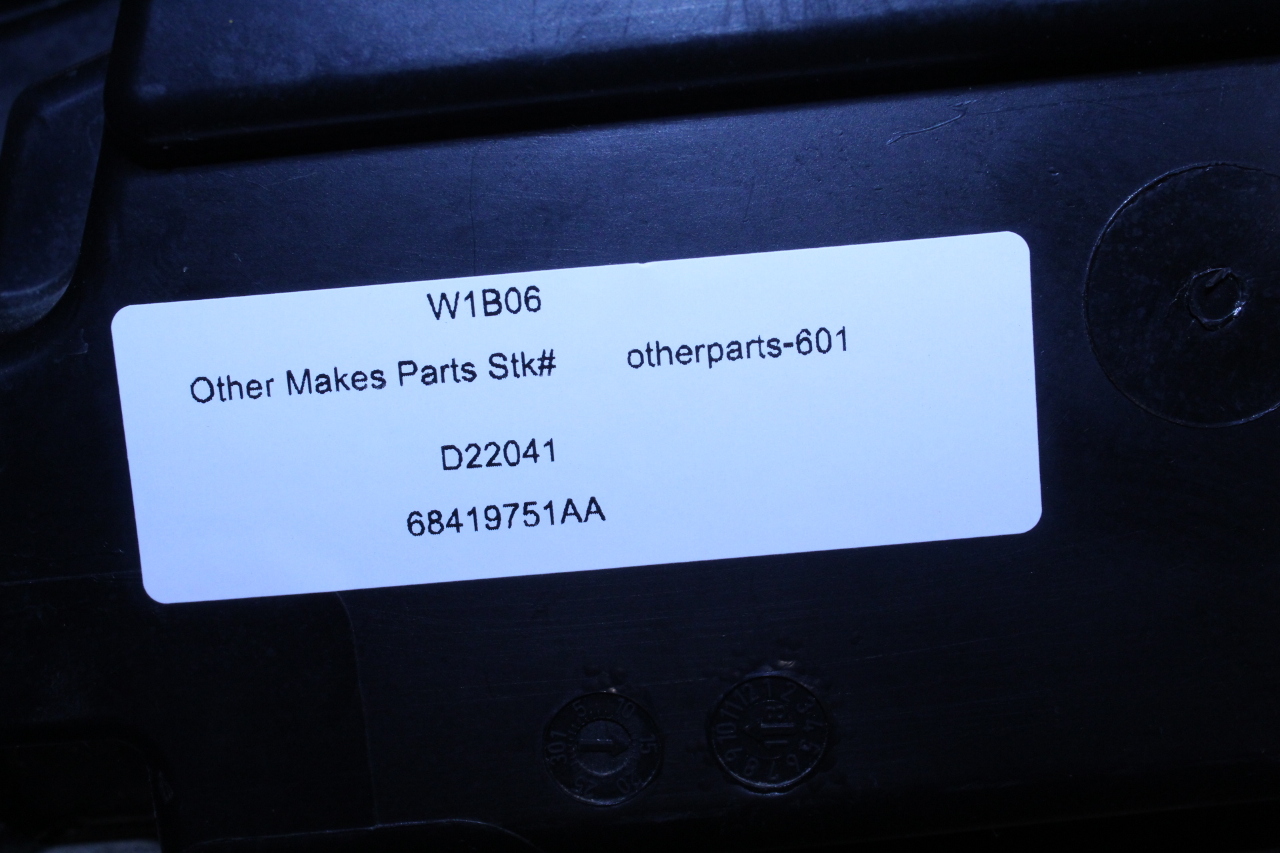 W1B06
Other Makes Parts Stk# otherparts-601
D22041
68419751AA